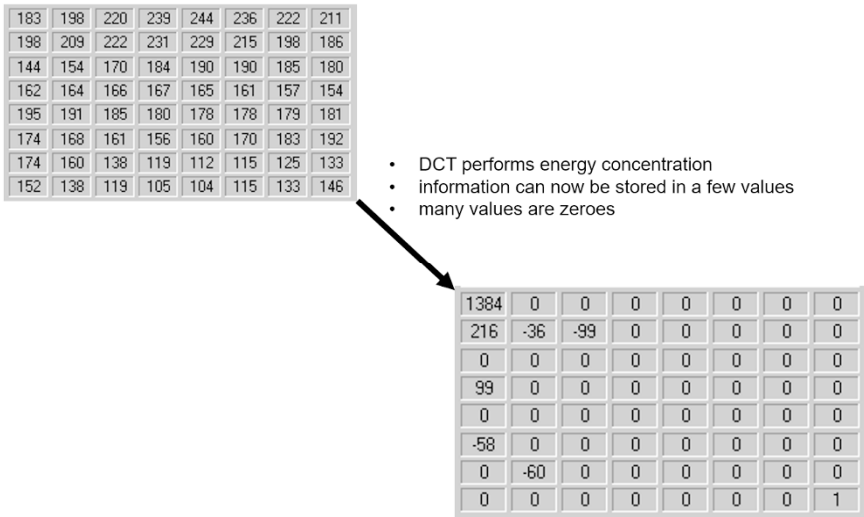 183 198 220 239 244 236 222 211
198 209 222 231 229 215 198 186
144 154 170 184 190 190 185 180
162 164 166 167 165 161 157 154
195 191 185 180 178 178 179 181
174 168 161 156 160 170 183 192
174 160 138 119 112 115 125 133
152 138 119 105 104 115 133 146
• DCT performs energy concentration
• information can now be stored in a few values
• many values are zeroes
1384 0 0 0 0 0 0 0
216 -36 -99 0 0 0 0 0
0 0 0 0 0 0 0 0
99 0 0 0 0 0 0 0
0 0 0 0 0 0 0 0
-58 0 0 0 0 0 0 0
0 -60 0 0 0 0 0 0
0 0 0 0 0 0 0 1